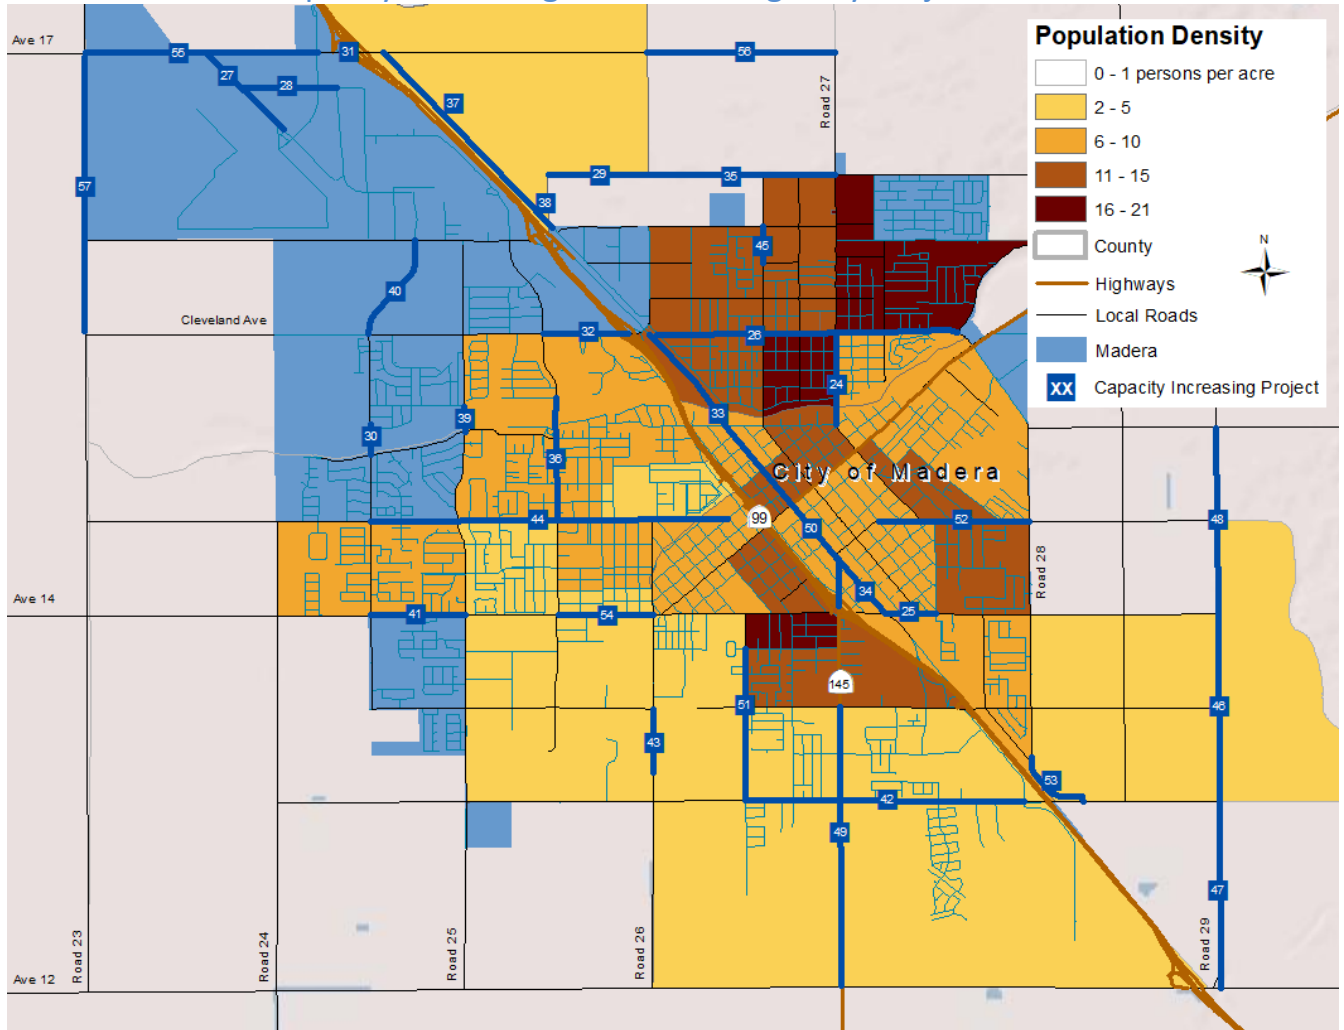 Ave 17
55
31
56
27
28
37
Road 27
57
29
35
38
45
40
Cleveland Ave
32
26
24
33
39
30
36
City of Madera
44
99
50
52
48
34
25
Road 28
Ave 14
41
54
145
51
46
43
53
42
49
47
Road 23
Road 24
Road 25
Road 26
Road 29
Ave 12
Population Density
0 - 1 persons per acre
2 - 5
6 - 10
11 - 15
16 - 21
County
Highways
Local Roads
Madera
XX Capacity Increasing Project
N